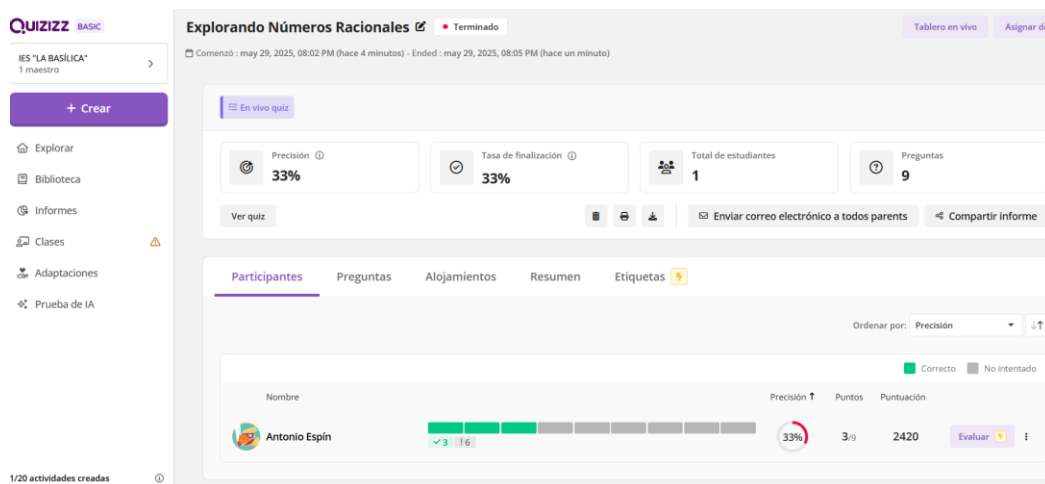 QUIZIZZ BASIC
IES "LA BASÍLICA"
1 maestro
+ Crear
Explorar
Biblioteca
Informes
Clases
Adaptaciones
Prueba de IA
1/20 actividades creadas
Explorando Números Racionales
Terminado
Tablero en vivo
Asignar de
Comenzó : may 29, 2025, 08:02 PM (hace 4 minutos) - Ended : may 29, 2025, 08:05 PM (hace un minuto)
En vivo quiz
Precisión
33%
Tasa de finalización
33%
Total de estudiantes
1
Preguntas
9
Ver quiz
Enviar correo electrónico a todos parents
Compartir informe
Participantes Preguntas Alojamientos Resumen Etiquetas
Ordenar por: Precisión
Correcto No intentado
Nombre Precisión Puntos Puntuación
Antonio Espín
3 ! 6
33% 3/9 2420 Evaluar